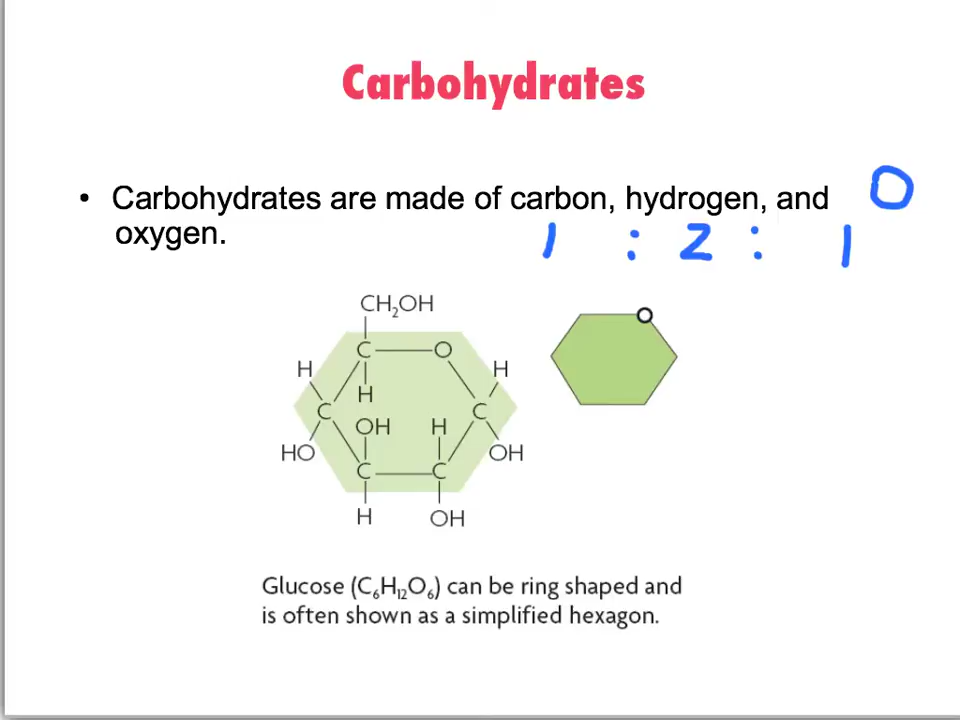 Carbohydrates
• Carbohydrates are made of carbon, hydrogen, and O
oxygen.
1 : 2 : 1
CH₂OH
C O
H H
H
C C
OH H
HO OH
C C
H OH
O
Glucose (C₆H₁₂O₆) can be ring shaped and
is often shown as a simplified hexagon.